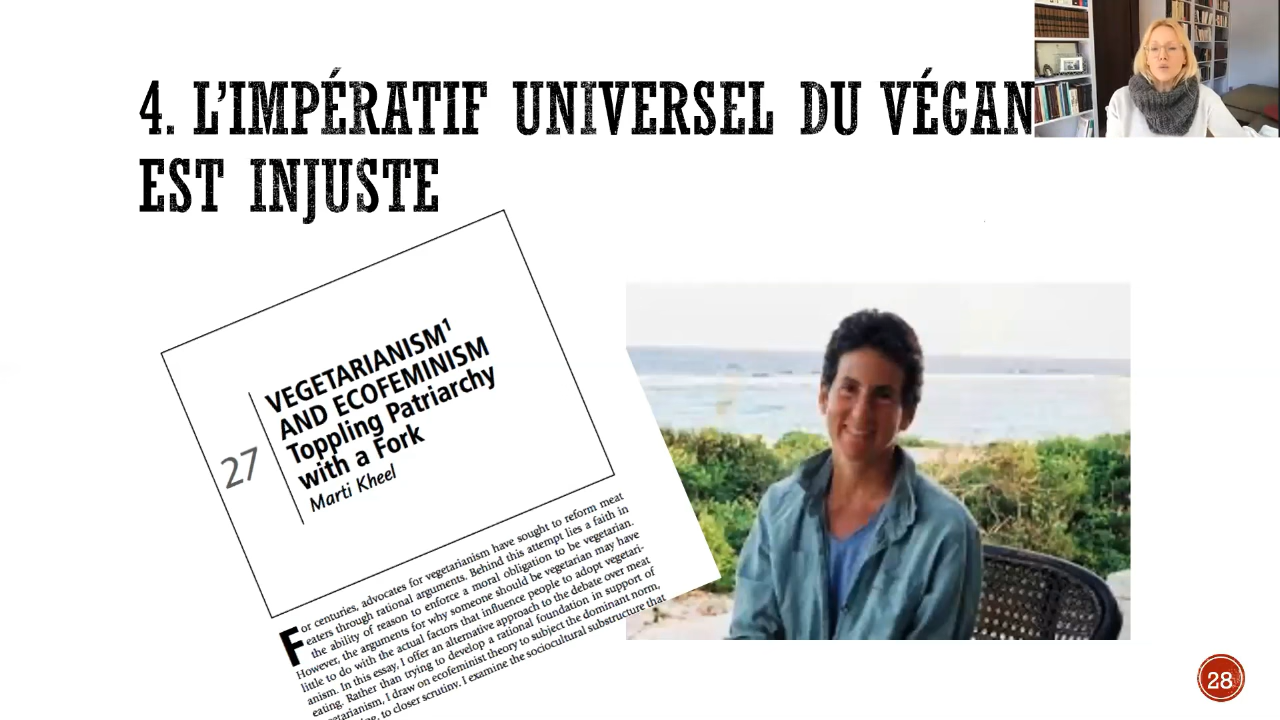 4. L'IMPÉRATIF UNIVERSEL DU VÉGAN
EST INJUSTE
27
VEGETARIANISM¹
AND ECOFEMINISM
Toppling Patriarchy
with a Fork
Marti Kheel
For centuries, advocates for vegetarianism have sought to reform meat
eaters through rational arguments. Behind this attempt lies a faith in
the ability of reason to enforce a moral obligation to be vegetarian.
However, the arguments for why someone should be vegetarian may have
little to do with the actual factors that influence people to adopt vegetari-
anism. In this essay, I offer an alternative approach to the debate over meat
eating. Rather than trying to develop a rational foundation in support of
etarianism, I draw on ecofeminist theory to subject the dominant norm,
to closer scrutiny. I examine the sociocultural substructure that
28